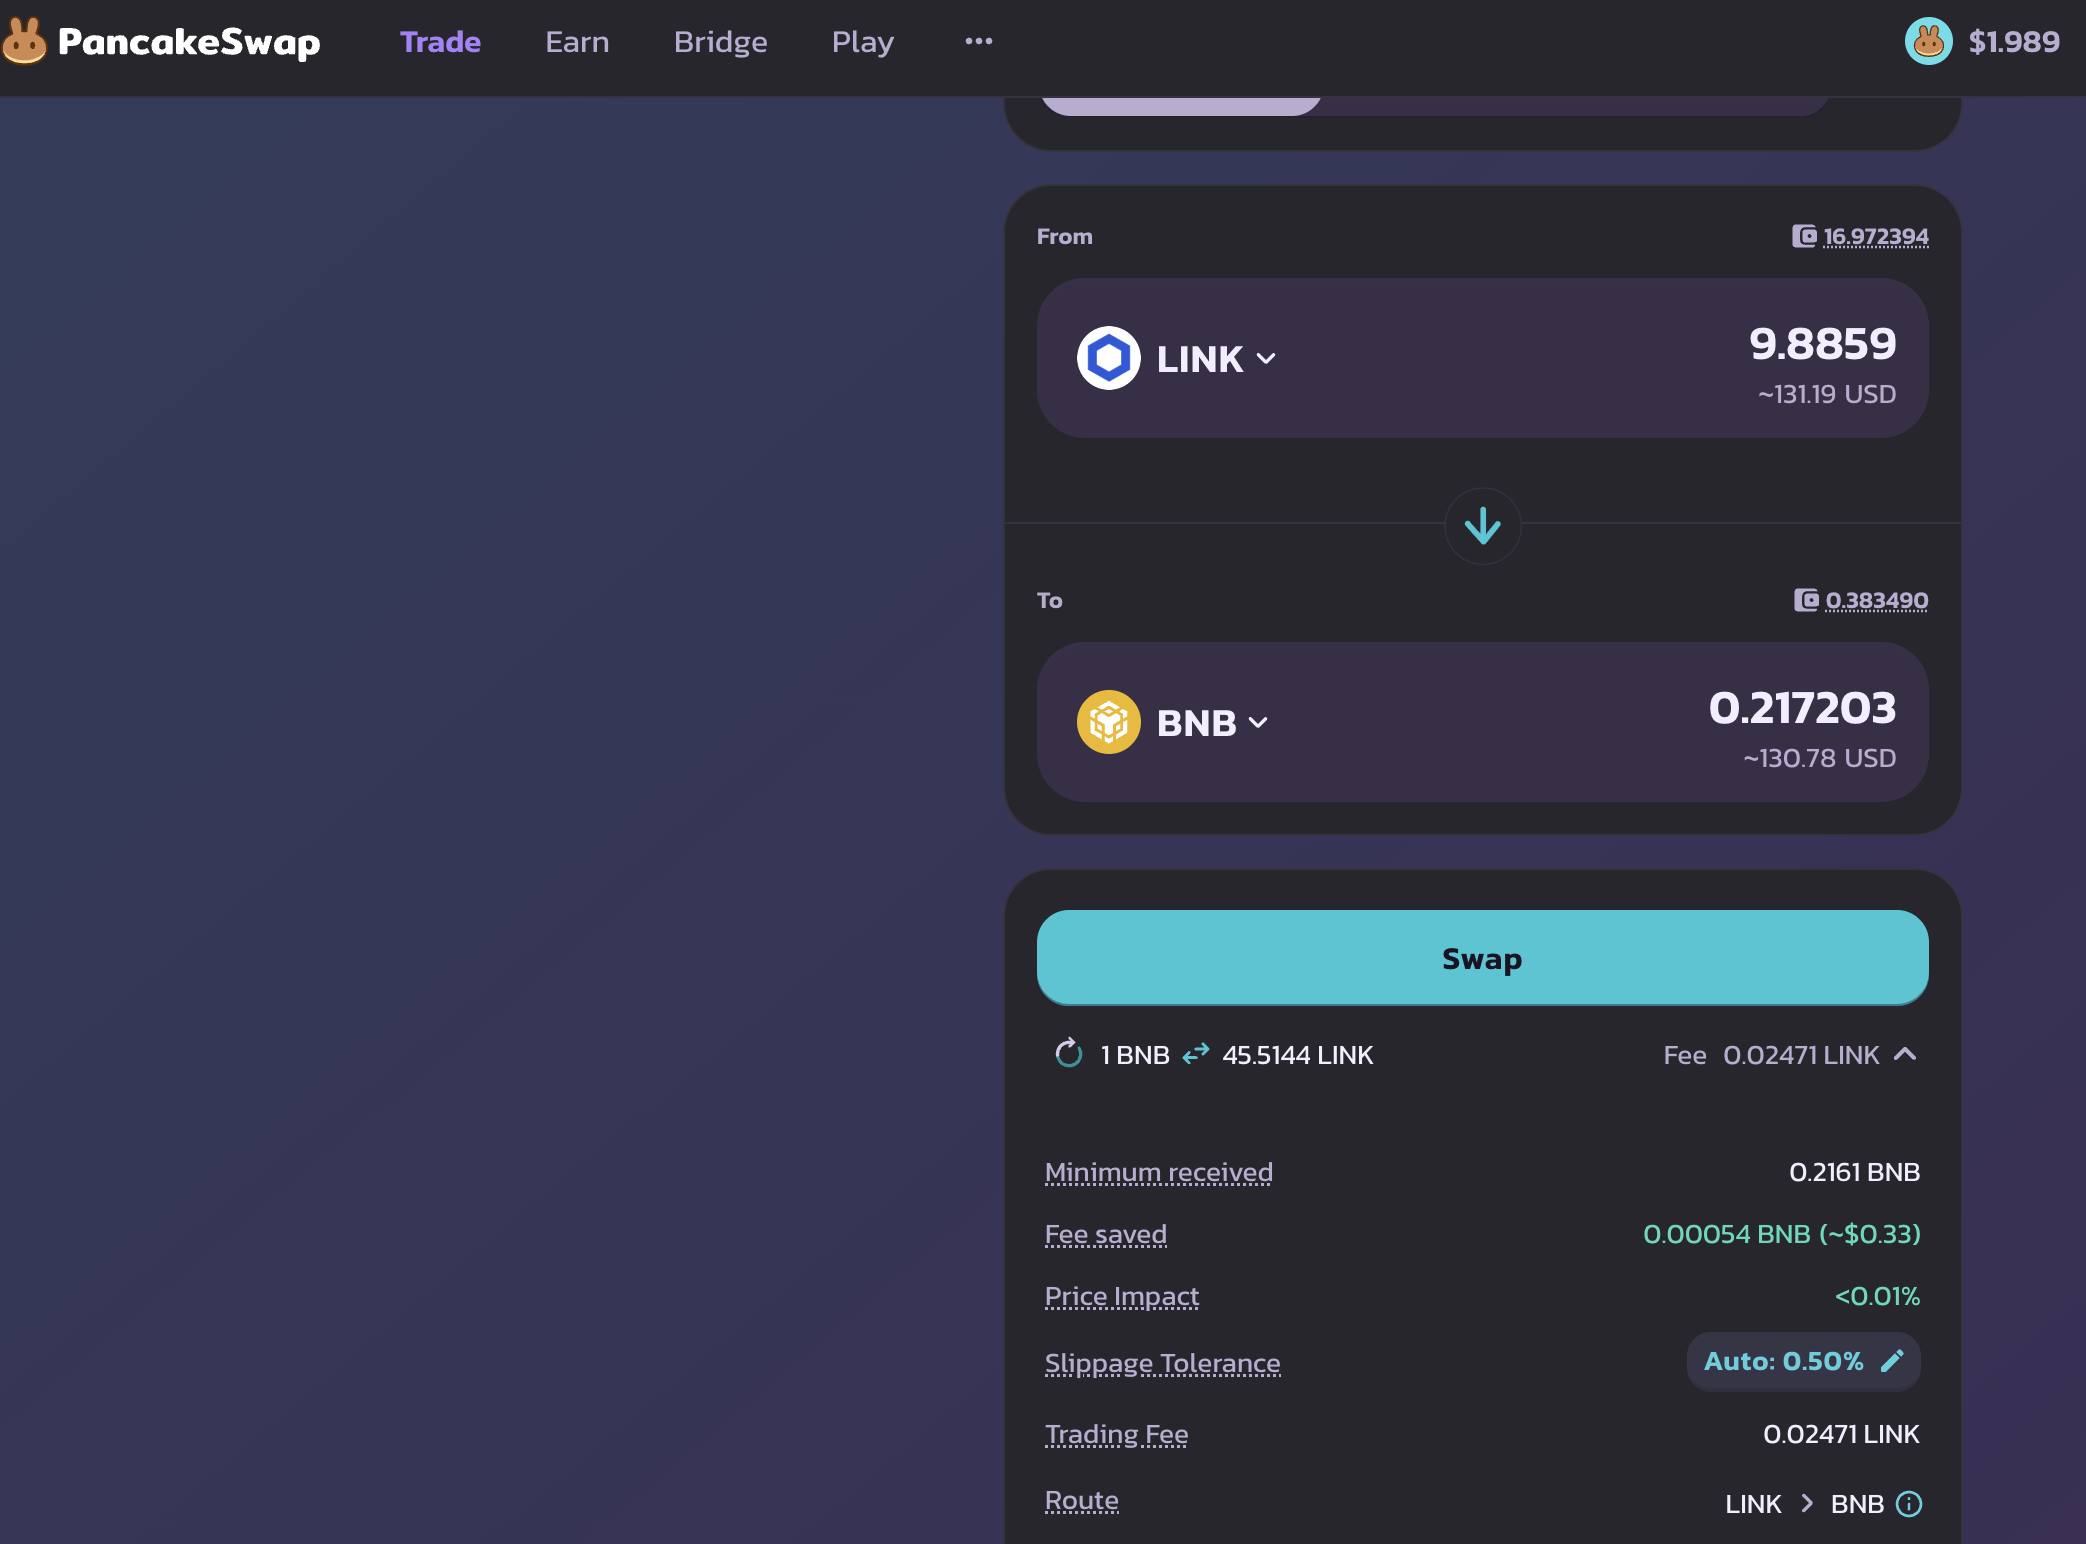 PancakeSwap Trade Earn Bridge Play ••• $1.989
From 16.972394
LINK 9.8859
~131.19 USD
To 0.383490
BNB 0.217203
~130.78 USD
Swap
1 BNB ⇄ 45.5144 LINK Fee 0.02471 LINK
Minimum received 0.2161 BNB
Fee saved 0.00054 BNB (~$0.33)
Price Impact <0.01%
Slippage Tolerance Auto: 0.50%
Trading Fee 0.02471 LINK
Route LINK > BNB